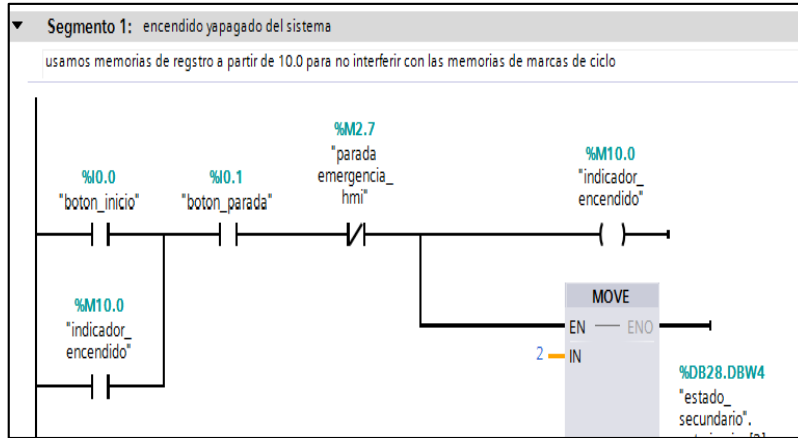 Segmento 1: encendido yapagado del sistema
usamos memorias de regstro a partir de 10.0 para no interferir con las memorias de marcas de ciclo
%I0.0
"boton_inicio"
%I0.1
"boton_parada"
%M2.7
"parada
emergencia_
hmi"
%M10.0
"indicador_
encendido"
%M10.0
"indicador_
encendido"
MOVE
EN
ENO
2
IN
%DB28.DBW4
"estado_
secundario".